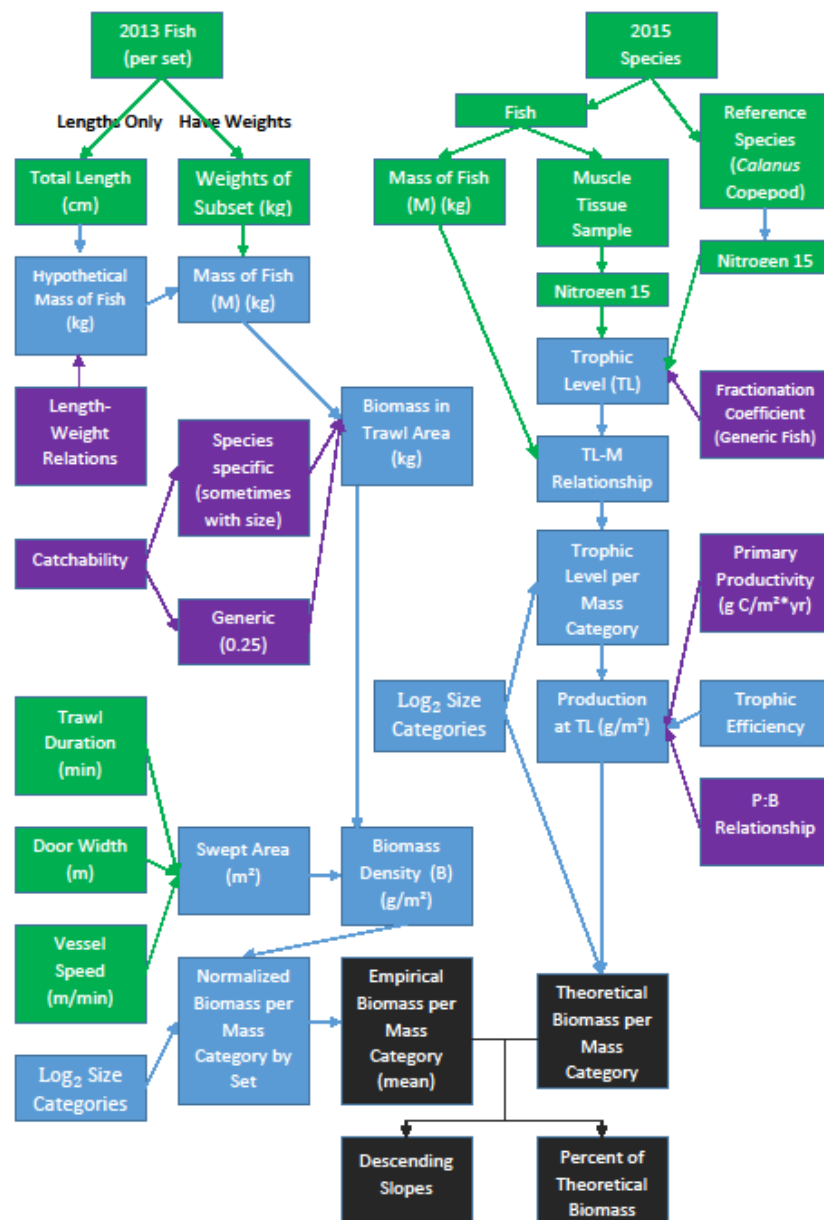 2013 Fish
(per set)
2015
Species
Lengths Only
Have Weights
Fish
Reference
Species
(Calanus
Copepod)
Total Length
(cm)
Weights of
Subset (kg)
Mass of Fish
(M) (kg)
Muscle
Tissue
Sample
Hypothetical
Mass of Fish
(kg)
Mass of Fish
(M) (kg)
Nitrogen 15
Nitrogen 15
Trophic
Level (TL)
Length-
Weight
Relations
Species
specific
(sometimes
with size)
Biomass in
Trawl Area
(kg)
Fractionation
Coefficient
(Generic Fish)
TL-M
Relationship
Catchability
Generic
(0.25)
Trophic
Level per
Mass
Category
Primary
Productivity
(g C/m²*yr)
Log₂ Size
Categories
Production
at TL (g/m²)
Trophic
Efficiency
Trawl
Duration
(min)
P:B
Relationship
Door Width
(m)
Swept Area
(m²)
Biomass
Density (B)
(g/m²)
Vessel
Speed
(m/min)
Normalized
Biomass per
Mass
Category by
Set
Empirical
Biomass per
Mass
Category
(mean)
Theoretical
Biomass per
Mass
Category
Log₂ Size
Categories
Descending
Slopes
Percent of
Theoretical
Biomass